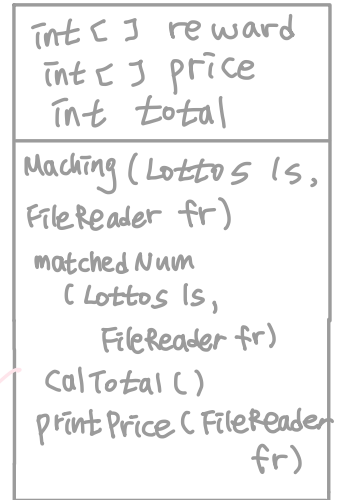 int[] reward
int[] price
int total
Maching(Lottos ls,
FileReader fr)
matchedNum
(Lottos ls,
FileReader fr)
CalTotal()
printPrice(FileReader
fr)